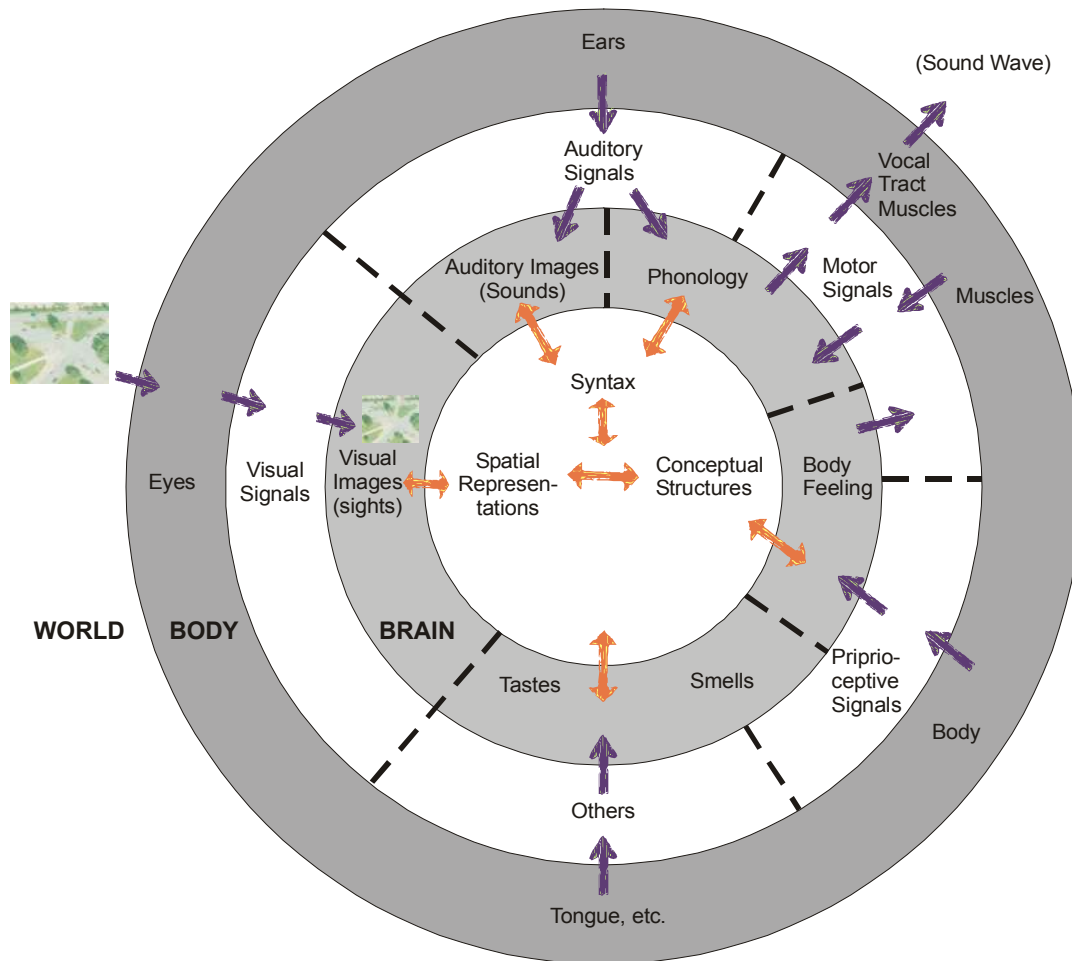 Ears
(Sound Wave)
Auditory
Signals
Vocal
Tract
Muscles
Auditory Images
(Sounds)
Phonology
Motor
Signals
Muscles
Syntax
Eyes
Visual
Signals
Visual
Images
(sights)
Spatial
Represen-
tations
Conceptual
Structures
Body
Feeling
WORLD
BODY
BRAIN
Tastes
Smells
Priprio-
ceptive
Signals
Body
Others
Tongue, etc.